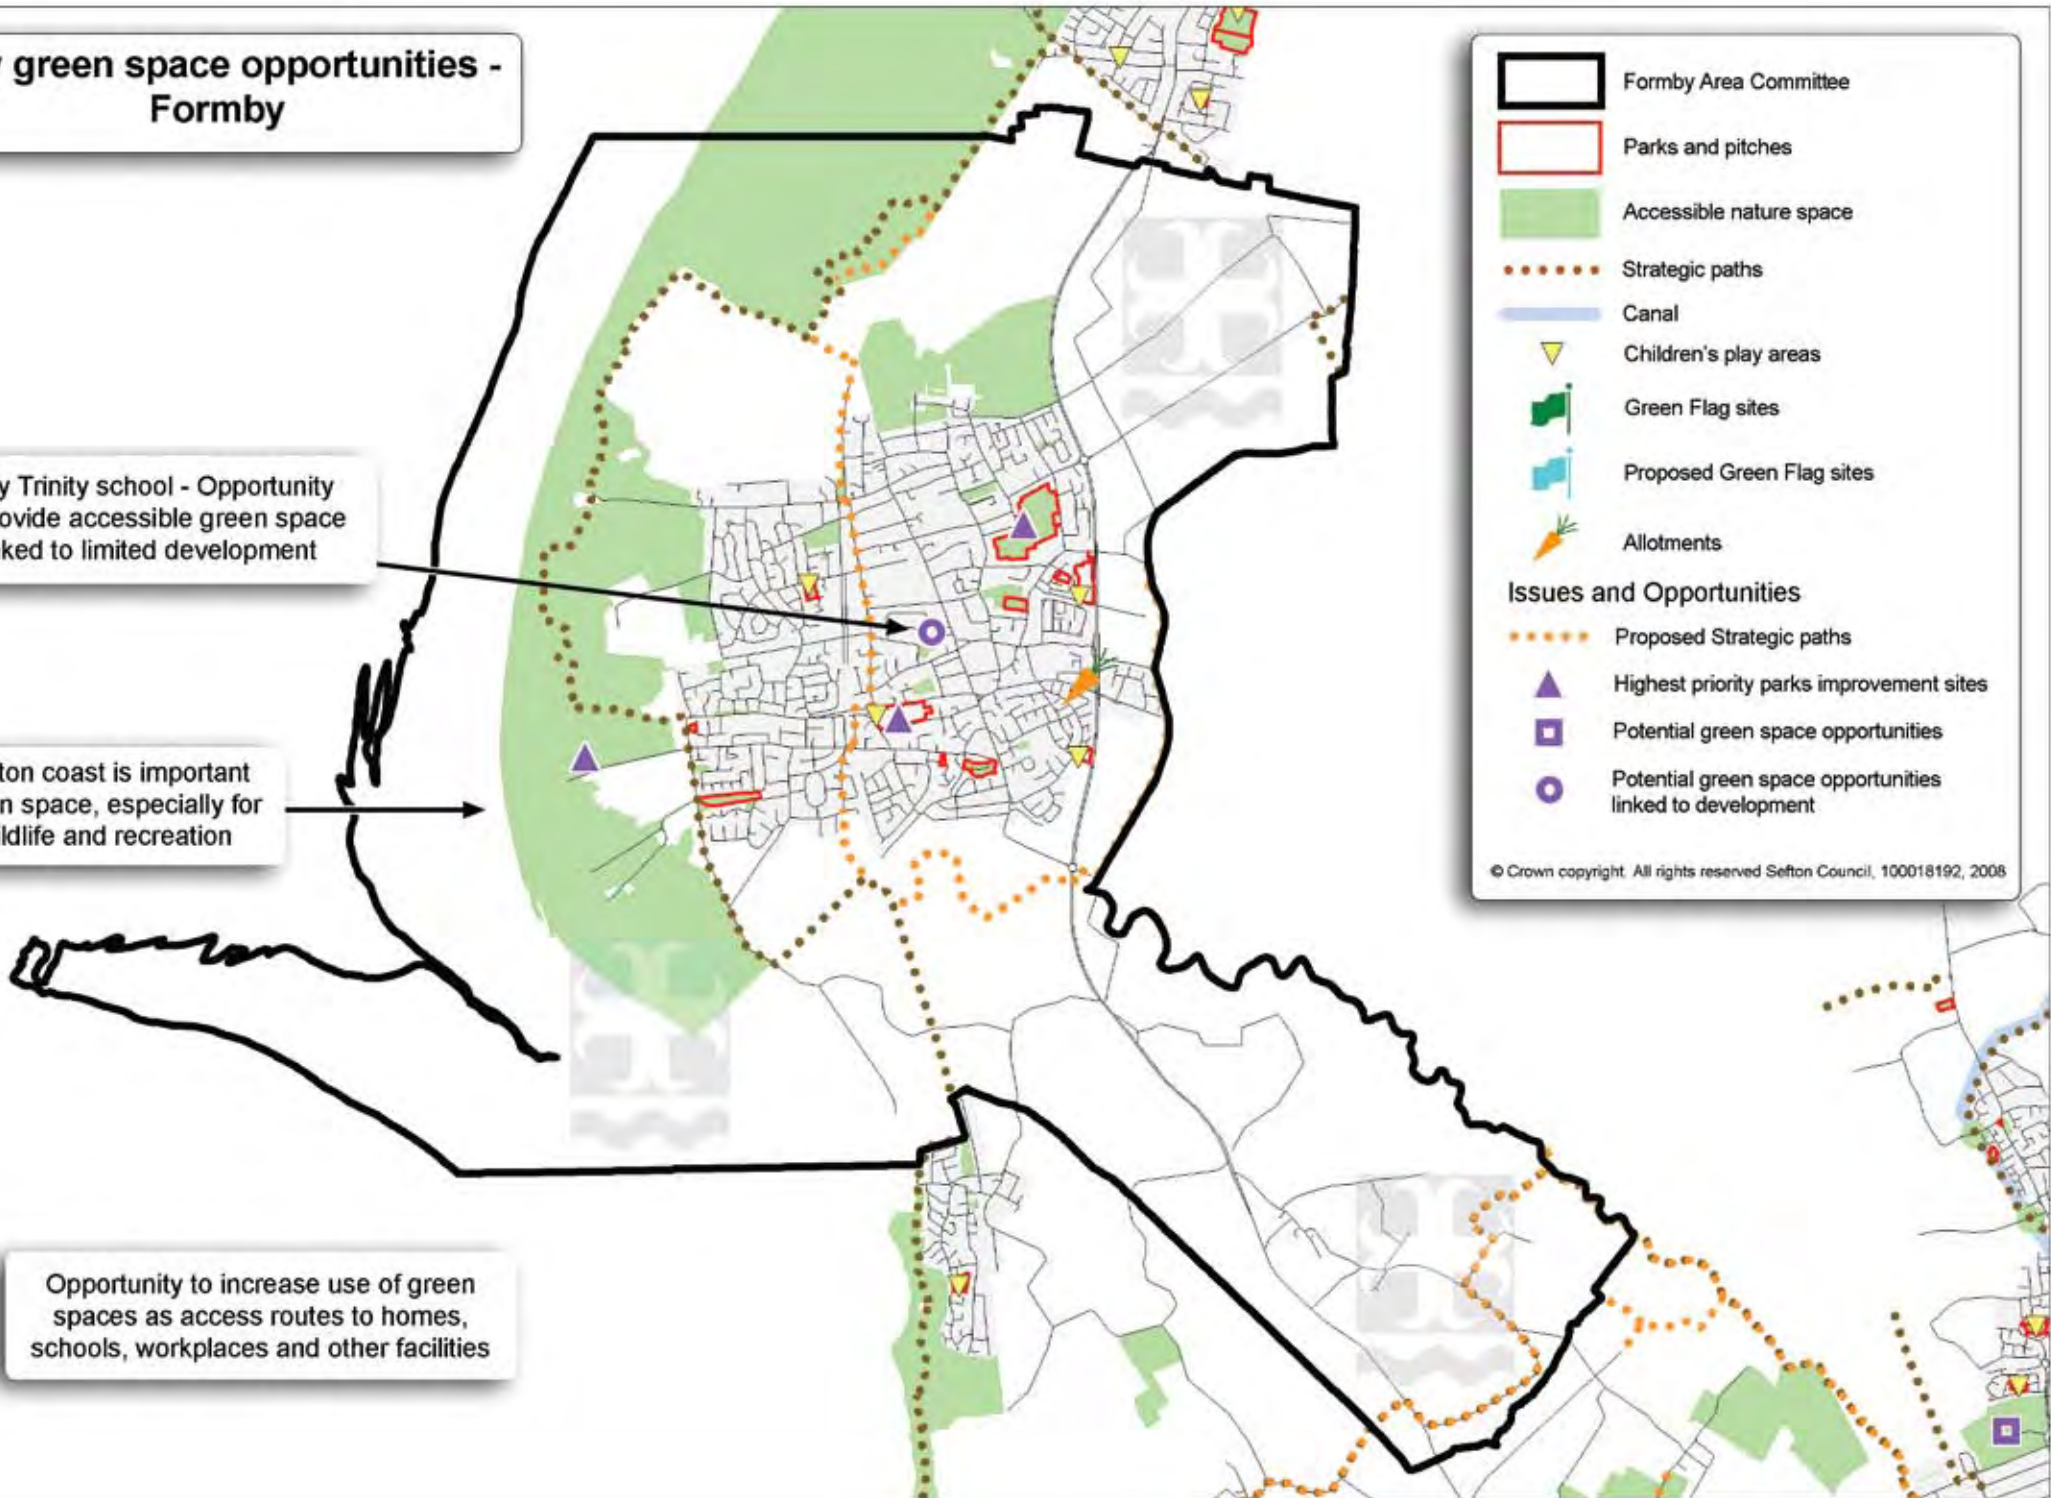 y green space opportunities -
Formby
y Trinity school - Opportunity
ovide accessible green space
ked to limited development
ton coast is important
n space, especially for
ldlife and recreation
Opportunity to increase use of green
spaces as access routes to homes,
schools, workplaces and other facilities
Formby Area Committee
Parks and pitches
Accessible nature space
Strategic paths
Canal
Children's play areas
Green Flag sites
Proposed Green Flag sites
Allotments
Issues and Opportunities
Proposed Strategic paths
Highest priority parks improvement sites
Potential green space opportunities
Potential green space opportunities
linked to development
© Crown copyright. All rights reserved Sefton Council, 100018192, 2008